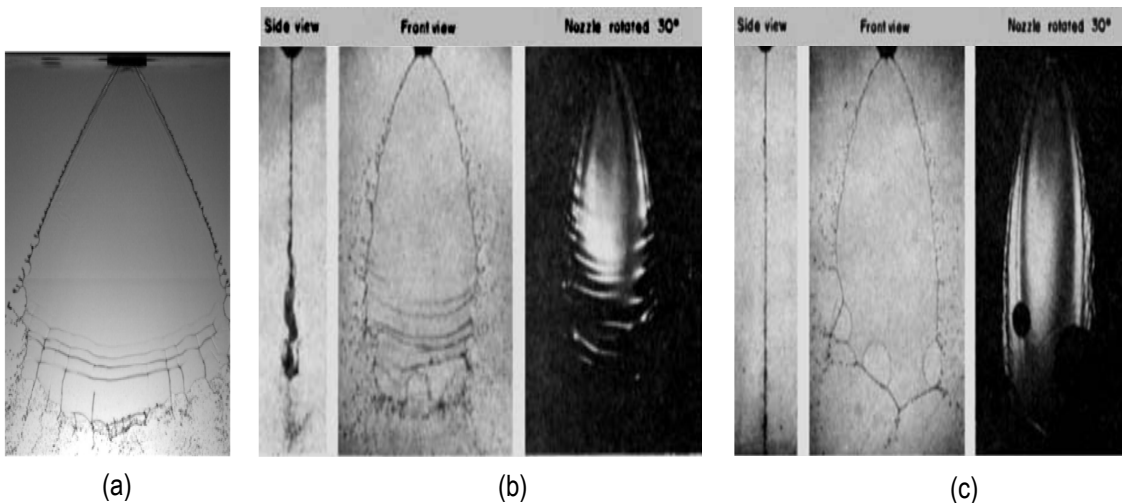 Side view Front view Nozzle rotated 30°
Side view Front view Nozzle rotated 30°
(a)
(b)
(c)